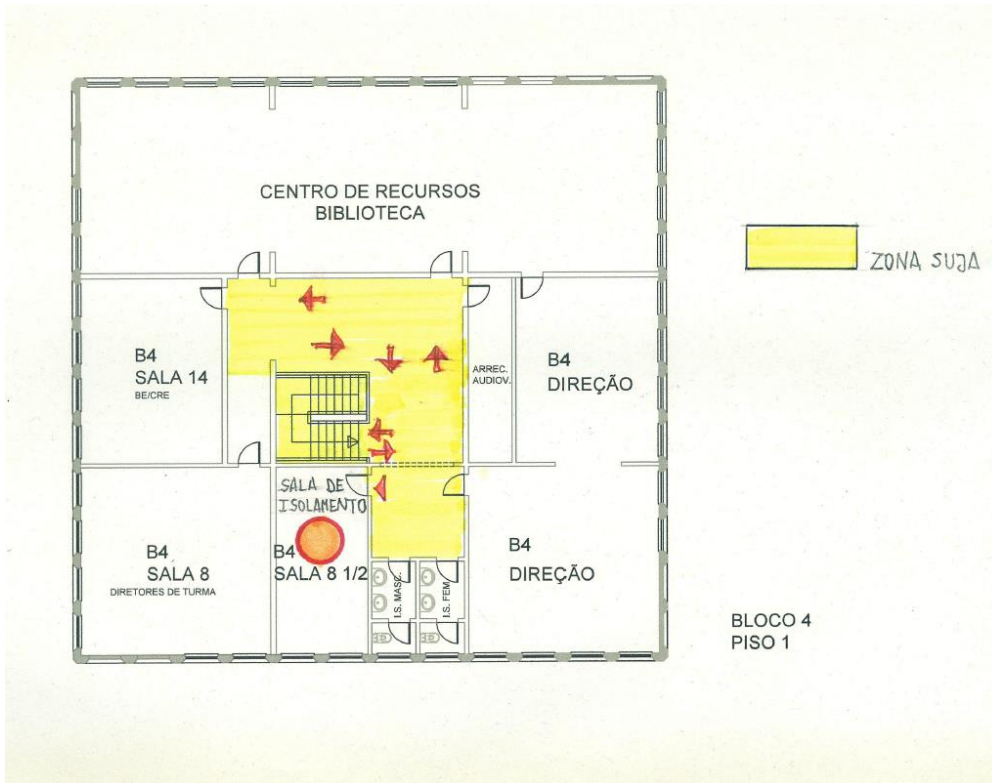 CENTRO DE RECURSOS
BIBLIOTECA
ZONA SUJA
B4
SALA 14
BE/CRE
ARREC.
AUDIOV.
B4
DIREÇÃO
SALA DE
ISOLAMENTO
B4
SALA 8
DIRETORES DE TURMA
B4
SALA 8 1/2
I.S. MASC.
I.S. FEM.
B4
DIREÇÃO
BLOCO 4
PISO 1